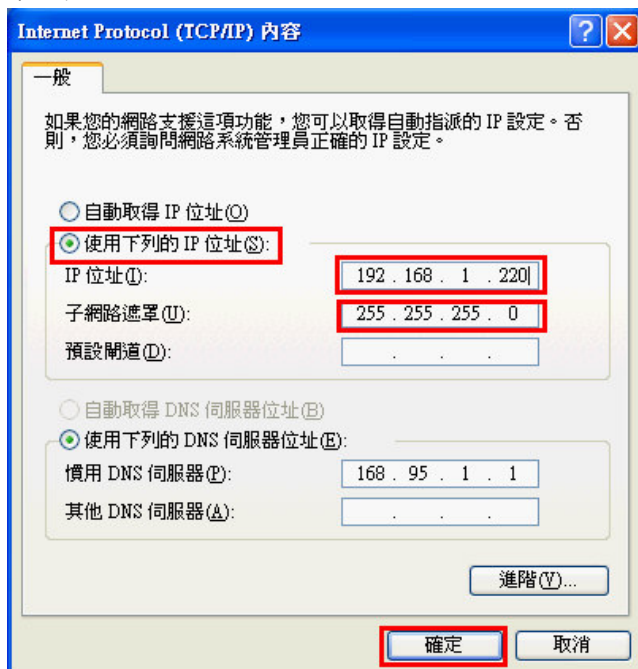 Internet Protocol (TCP/IP) 內容
一般
如果您的網路支援這項功能，您可以取得自動指派的 IP 設定。否
則，您必須詢問網路系統管理員正確的 IP 設定。
自動取得 IP 位址(O)
使用下列的 IP 位址(S):
IP 位址(I): 192 . 168 . 1 . 220
子網路遮罩(U): 255 . 255 . 255 . 0
預設閘道(D): . . .
自動取得 DNS 伺服器位址(B)
使用下列的 DNS 伺服器位址(E):
慣用 DNS 伺服器(P): 168 . 95 . 1 . 1
其他 DNS 伺服器(A): . . .
進階(V)...
確定 取消